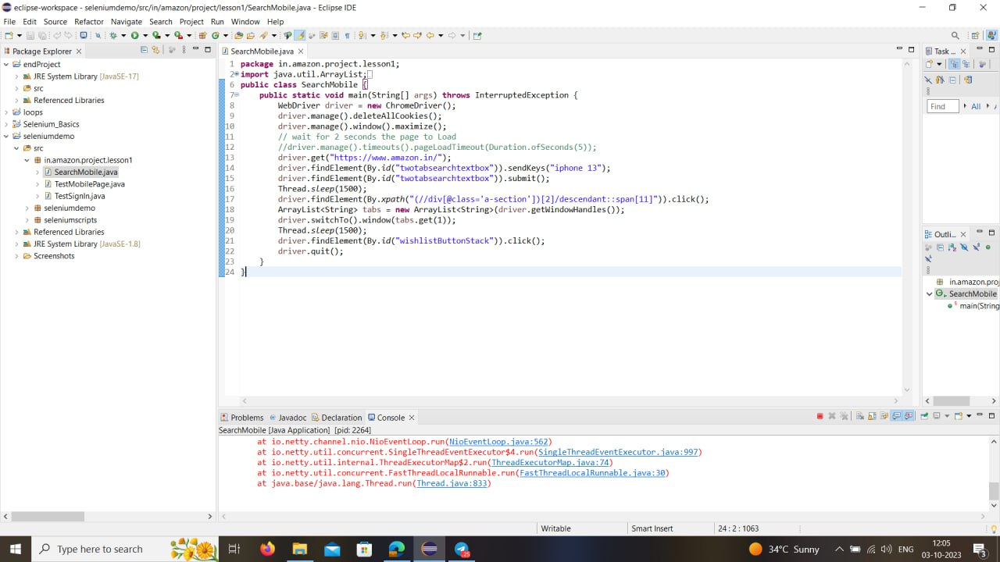 eclipse-workspace - seleniumdemo/src/in/amazon/project/lesson1/SearchMobile.java - Eclipse IDE
File Edit Source Refactor Navigate Search Project Run Window Help
Package Explorer
endProject
JRE System Library [JavaSE-17]
src
Referenced Libraries
loops
Selenium_Basics
seleniumdemo
src
in.amazon.project.lesson1
SearchMobile.java
TestMobilePage.java
TestSignIn.java
seleniumdemo
seleniumscripts
Referenced Libraries
JRE System Library [JavaSE-1.8]
Screenshots
SearchMobile.java
1 package in.amazon.project.lesson1;
2 import java.util.ArrayList;
6 public class SearchMobile {
7 public static void main(String[] args) throws InterruptedException {
8 WebDriver driver = new ChromeDriver();
9 driver.manage().deleteAllCookies();
10 driver.manage().window().maximize();
11 // wait for 2 seconds the page to Load
12 //driver.manage().timeouts().pageLoadTimeout(Duration.ofSeconds(5));
13 driver.get("https://www.amazon.in/");
14 driver.findElement(By.id("twotabsearchtextbox")).sendKeys("iphone 13");
15 driver.findElement(By.id("twotabsearchtextbox")).submit();
16 Thread.sleep(1500);
17 driver.findElement(By.xpath("(//div[@class='a-section'])[2]/descendant::span[11]")).click();
18 ArrayList<String> tabs = new ArrayList<String>(driver.getWindowHandles());
19 driver.switchTo().window(tabs.get(1));
20 Thread.sleep(1500);
21 driver.findElement(By.id("wishlistButtonStack")).click();
22 driver.quit();
23 }
24 }
Task ...
Find All
Outli...
in.amazon.proj
SearchMobile
main(String
Problems Javadoc Declaration Console
SearchMobile [Java Application] [pid: 2264]
at io.netty.channel.nio.NioEventLoop.run(NioEventLoop.java:562)
at io.netty.util.concurrent.SingleThreadEventExecutor$4.run(SingleThreadEventExecutor.java:997)
at io.netty.util.internal.ThreadExecutorMap$2.run(ThreadExecutorMap.java:74)
at io.netty.util.concurrent.FastThreadLocalRunnable.run(FastThreadLocalRunnable.java:30)
at java.base/java.lang.Thread.run(Thread.java:833)
Writable Smart Insert 24 : 2 : 1063
Type here to search
34°C Sunny
ENG
12:05
03-10-2023
3